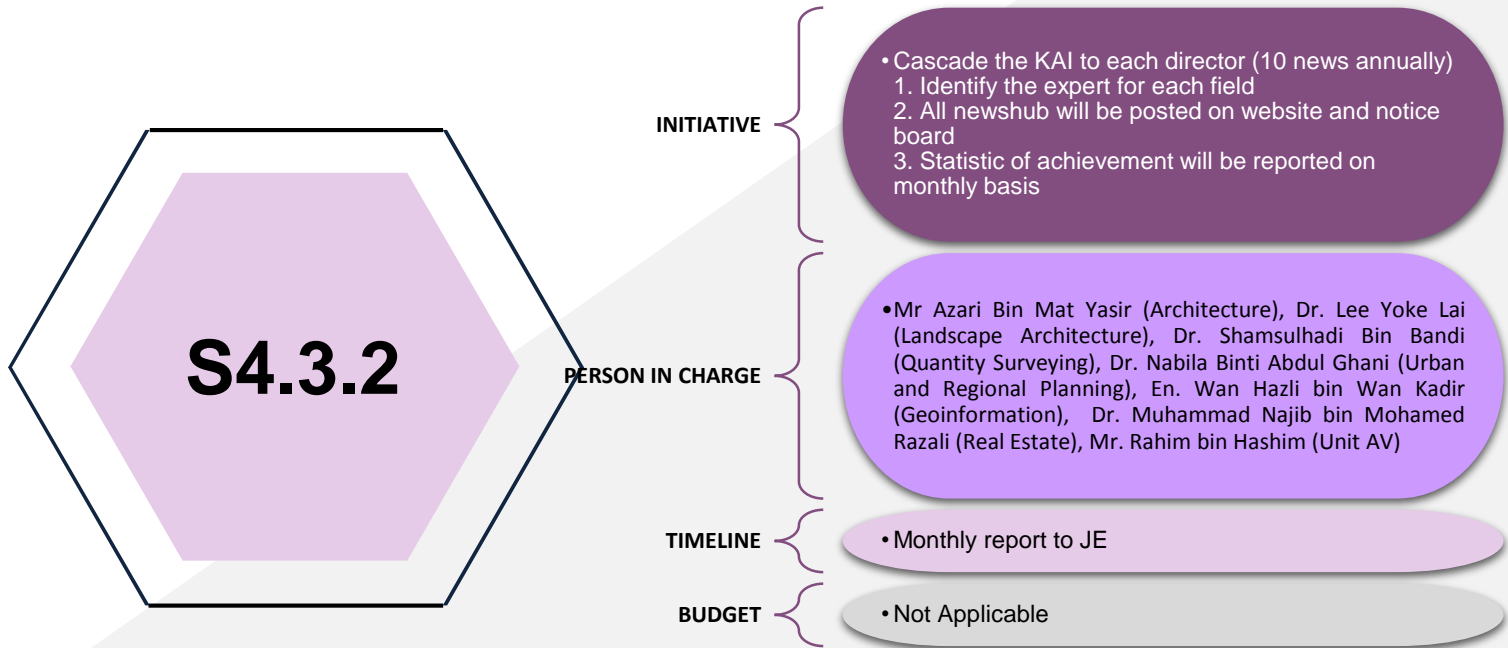 S4.3.2
INITIATIVE
• Cascade the KAI to each director (10 news annually)
1. Identify the expert for each field
2. All newshub will be posted on website and notice
board
3. Statistic of achievement will be reported on
monthly basis
PERSON IN CHARGE
•Mr Azari Bin Mat Yasir (Architecture), Dr. Lee Yoke Lai
(Landscape Architecture), Dr. Shamsulhadi Bin Bandi
(Quantity Surveying), Dr. Nabila Binti Abdul Ghani (Urban
and Regional Planning), En. Wan Hazli bin Wan Kadir
(Geoinformation), Dr. Muhammad Najib bin Mohamed
Razali (Real Estate), Mr. Rahim bin Hashim (Unit AV)
TIMELINE
• Monthly report to JE
BUDGET
• Not Applicable